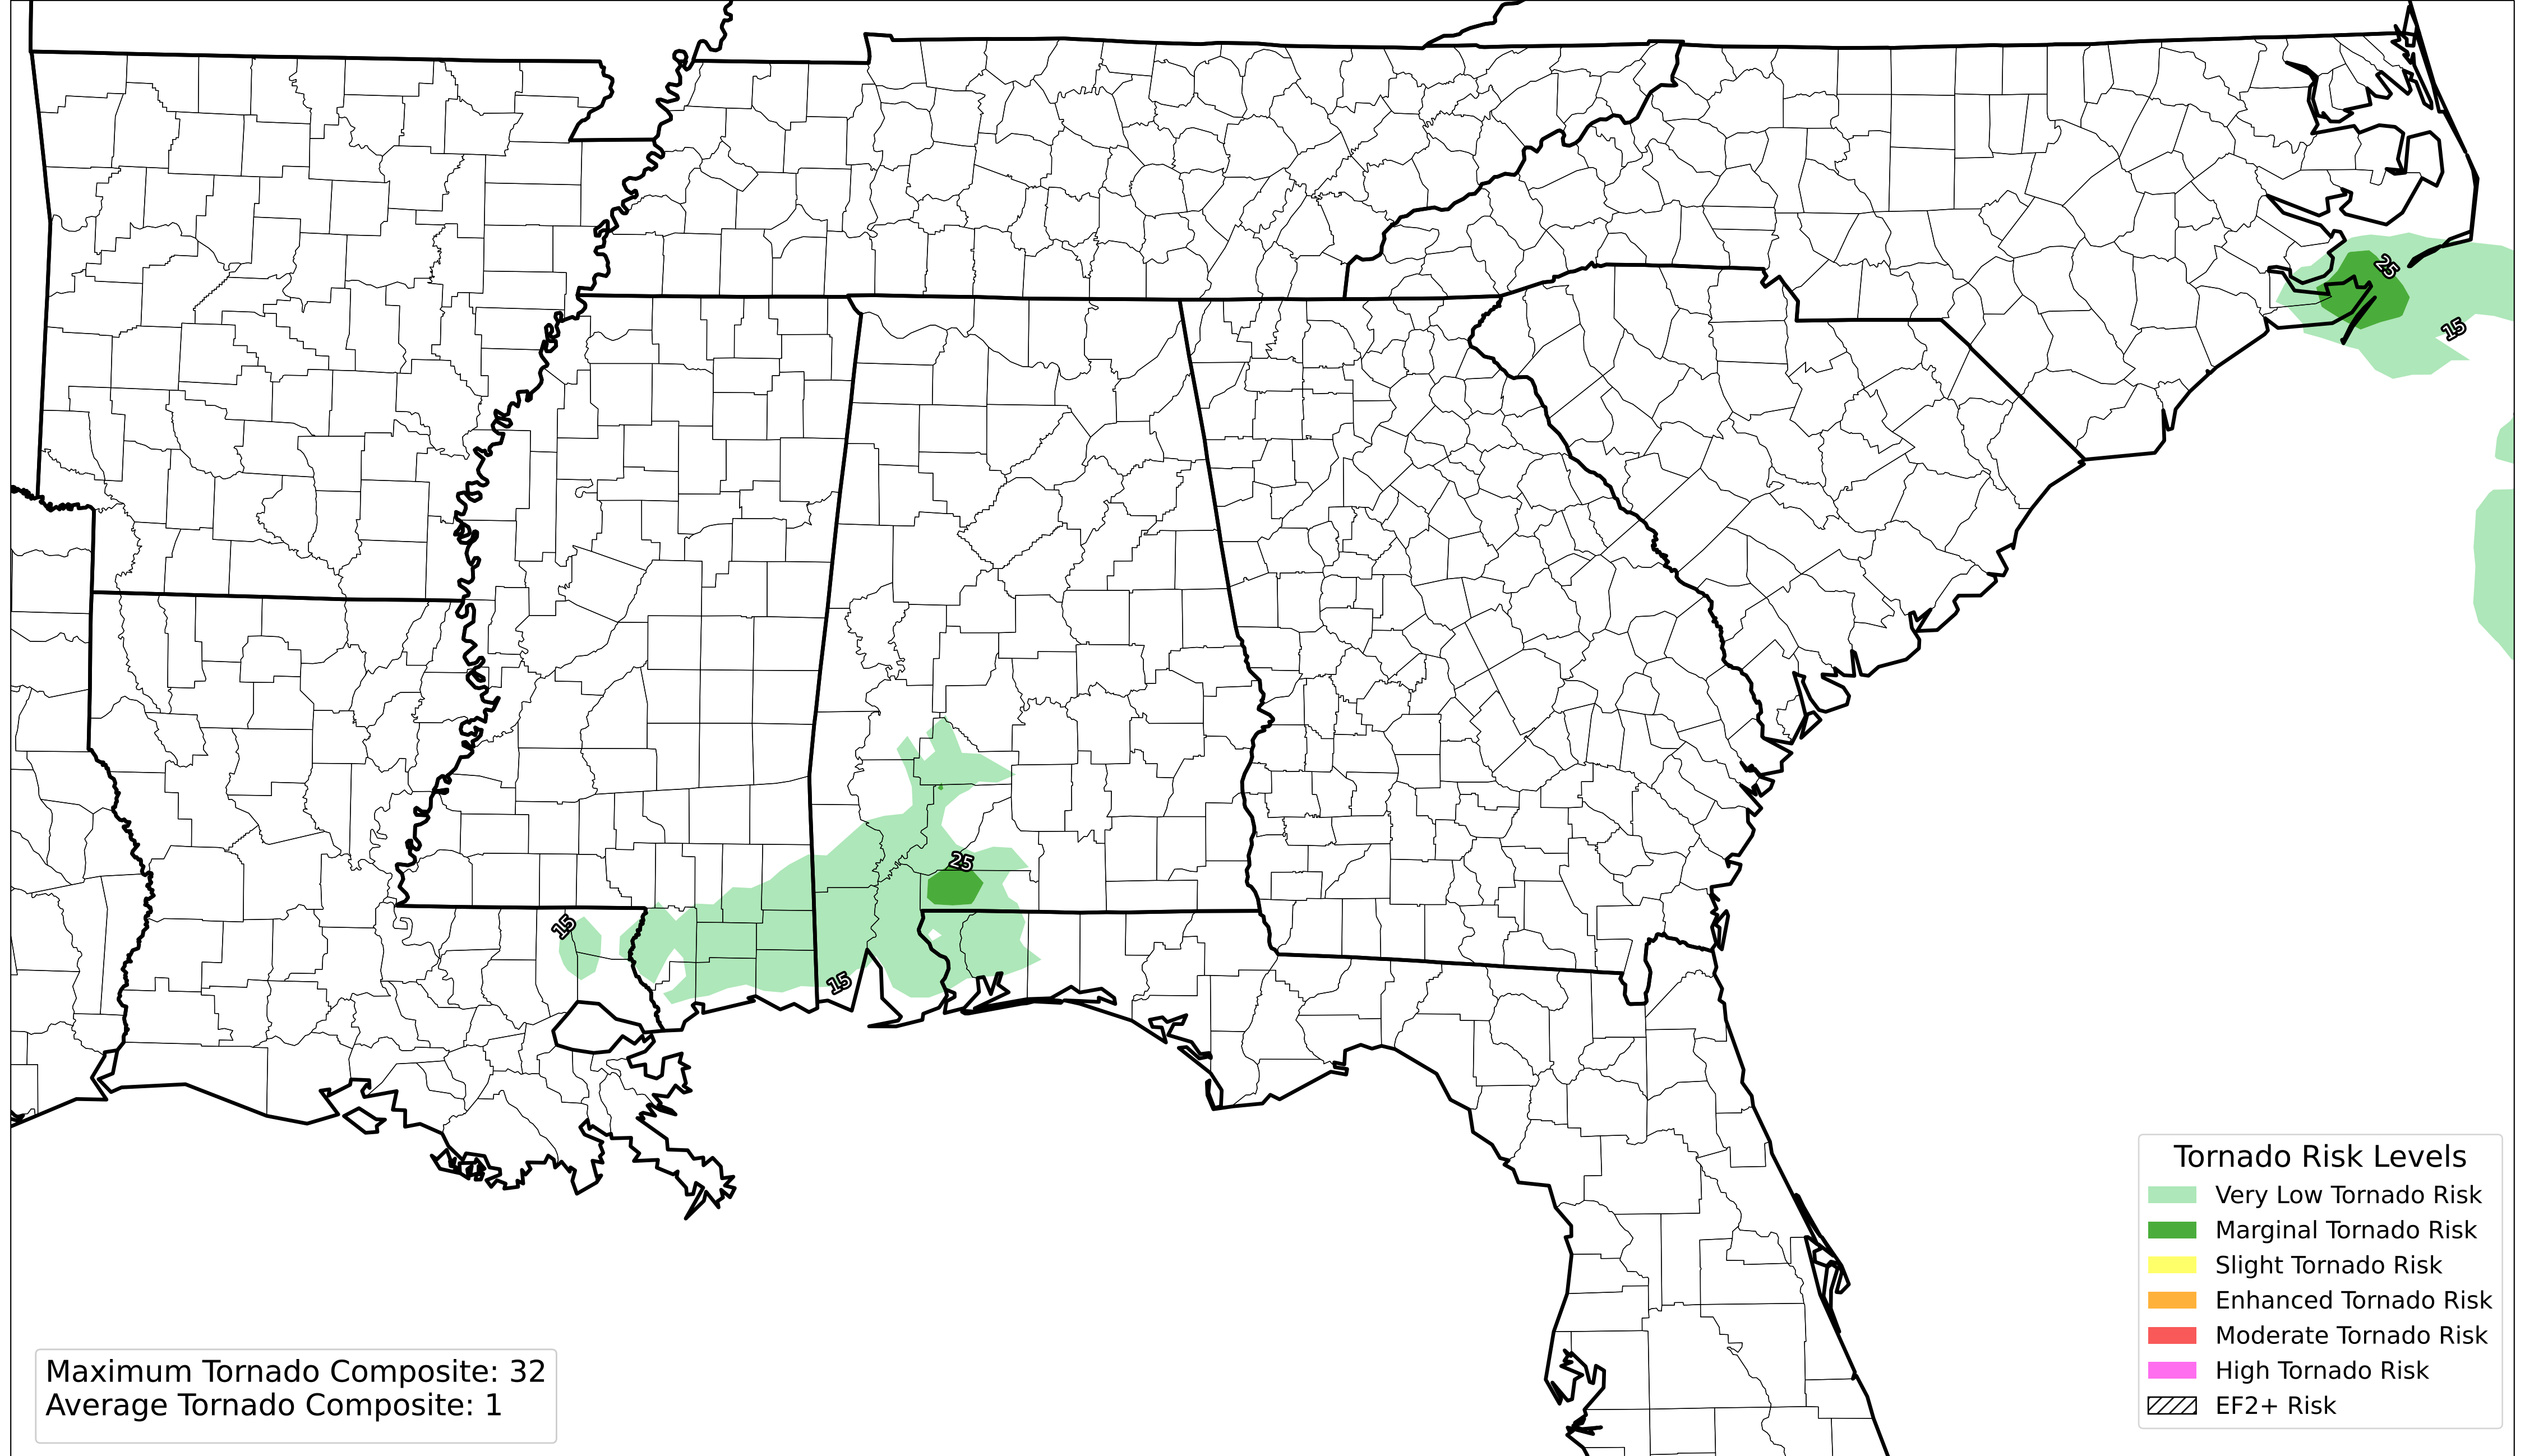 25
15
25
15
15
Tornado Risk Levels
Very Low Tornado Risk
Marginal Tornado Risk
Slight Tornado Risk
Enhanced Tornado Risk
Moderate Tornado Risk
High Tornado Risk
EF2+ Risk
Maximum Tornado Composite: 32
Average Tornado Composite: 1